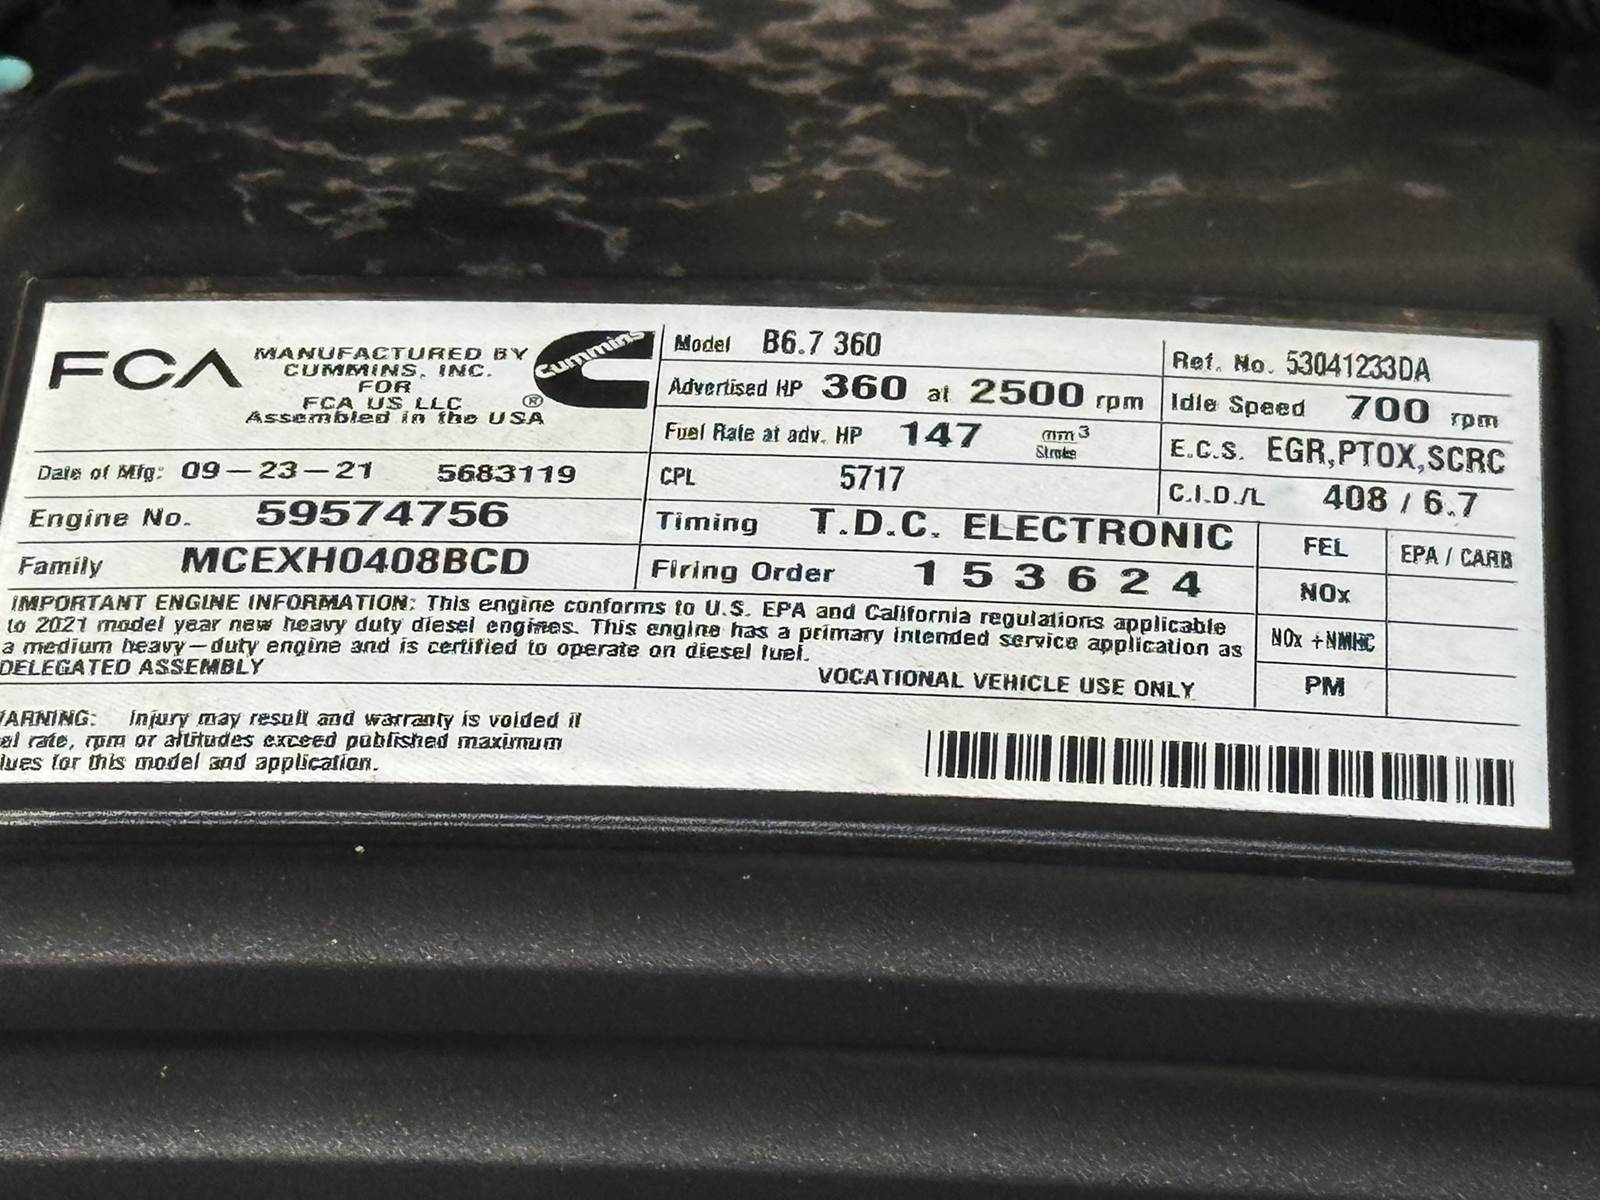 FCA
MANUFACTURED BY
CUMMINS, INC.
FOR
FCA US LLC
Assembled in the USA
cummins ®
Date of Mfg: 09-23-21 5683119
Engine No. 59574756
Family MCEXH0408BCD
Model B6.7 360
Advertised HP 360 at 2500 rpm
Fuel Rate at adv. HP 147 mm3
Stroke
CPL 5717
Timing T.D.C. ELECTRONIC
Firing Order 1 5 3 6 2 4
Ref. No. 53041233DA
Idle Speed 700 rpm
E.C.S. EGR,PTOX,SCRC
C.I.D./L 408 / 6.7
FEL EPA / CARB
NOx
NOx +NMHC
PM
IMPORTANT ENGINE INFORMATION: This engine conforms to U.S. EPA and California regulations applicable
to 2021 model year new heavy duty diesel engines. This engine has a primary intended service application as
a medium heavy-duty engine and is certified to operate on diesel fuel.
DELEGATED ASSEMBLY
VOCATIONAL VEHICLE USE ONLY
ARNING: Injury may result and warranty is voided if
el rate, rpm or altitudes exceed published maximum
lues for this model and application.